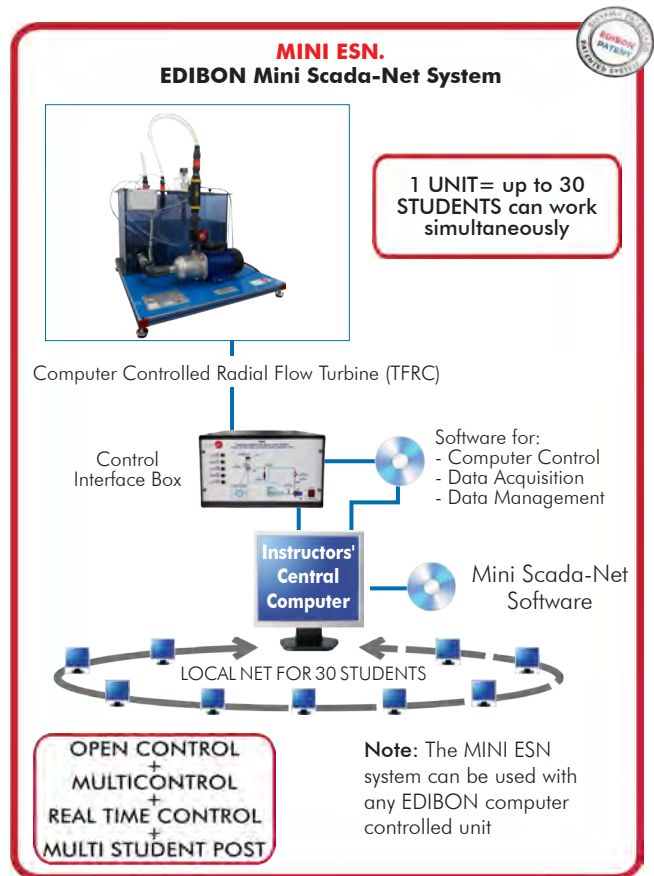 EDIBON
PATENT
PATENTED SYSTEM
MINI ESN.
EDIBON Mini Scada-Net System
1 UNIT= up to 30
STUDENTS can work
simultaneously
Computer Controlled Radial Flow Turbine (TFRC)
Control
Interface Box
Software for:
- Computer Control
- Data Acquisition
- Data Management
Instructors'
Central
Computer
Mini Scada-Net
Software
LOCAL NET FOR 30 STUDENTS
OPEN CONTROL
+
MULTICONTROL
+
REAL TIME CONTROL
+
MULTI STUDENT POST
Note: The MINI ESN
system can be used with
any EDIBON computer
controlled unit